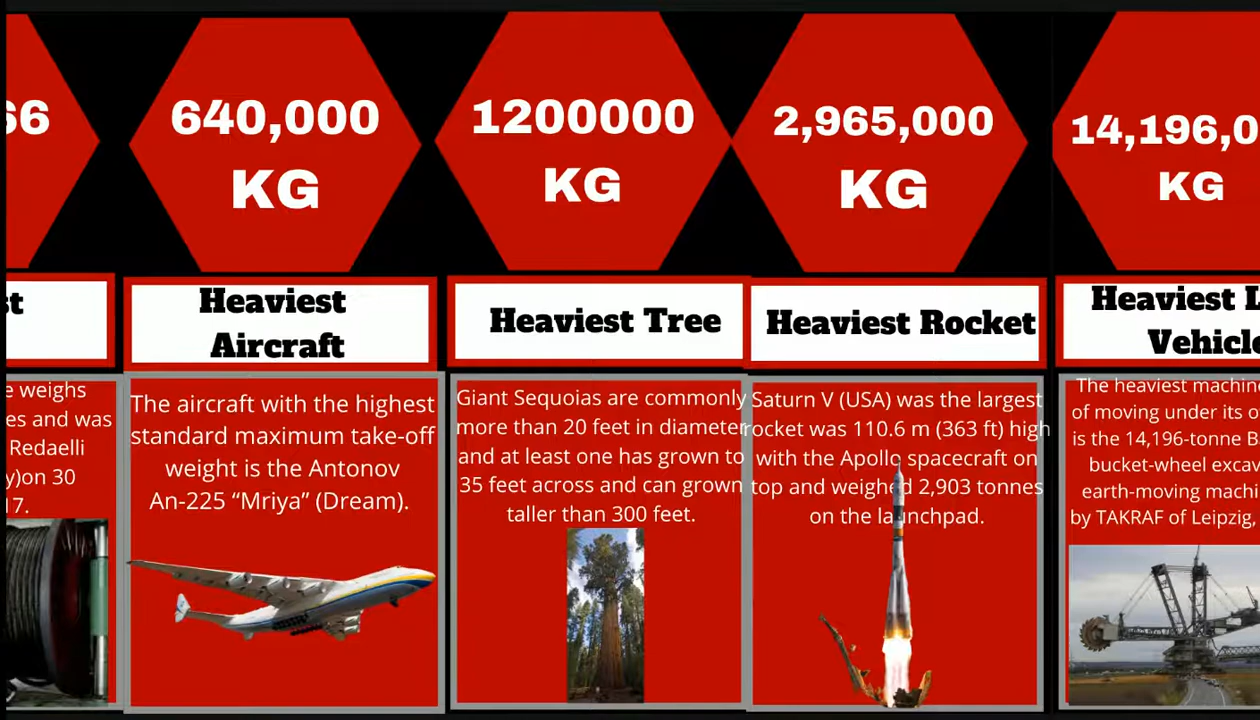 66
640,000
KG
1200000
KG
2,965,000
KG
14,196,0
KG
st
Heaviest
Aircraft
Heaviest Tree
Heaviest Rocket
Heaviest L
Vehicle
e weighs
es and was
Redaelli
y)on 30
17.
The aircraft with the highest
standard maximum take-off
weight is the Antonov
An-225 “Mriya” (Dream).
Giant Sequoias are commonly
more than 20 feet in diameter
and at least one has grown to
35 feet across and can grown
taller than 300 feet.
Saturn V (USA) was the largest
rocket was 110.6 m (363 ft) high
with the Apollo spacecraft on
top and weighed 2,903 tonnes
on the launchpad.
The heaviest machine
of moving under its o
is the 14,196-tonne B
bucket-wheel excav
earth-moving machi
by TAKRAF of Leipzig,